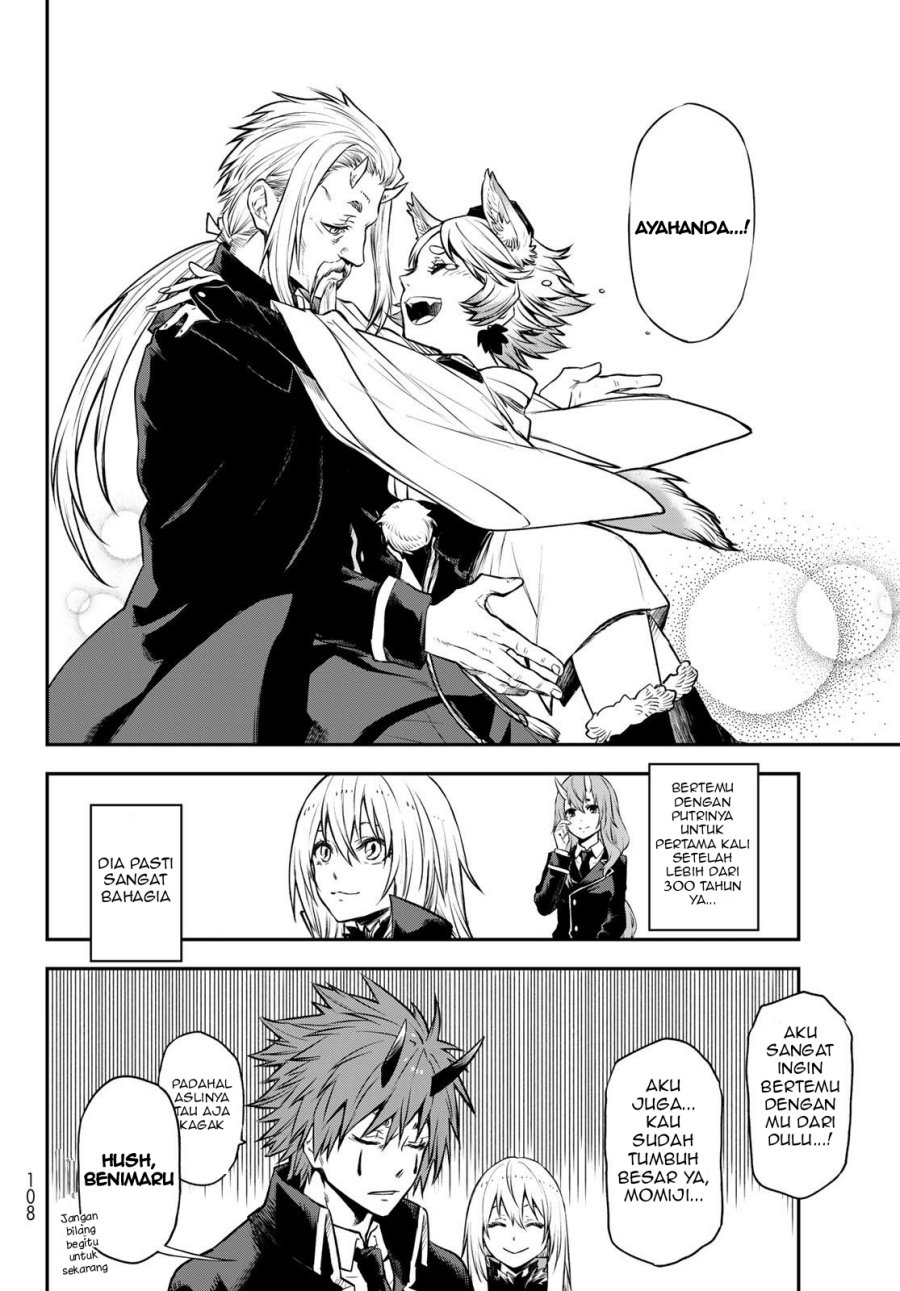 AYAHANDA...!
BERTEMU
DENGAN
PUTRINYA
UNTUK
PERTAMA KALI
SETELAH
LEBIH DARI
300 TAHUN
YA...
DIA PASTI
SANGAT
BAHAGIA
AKU
SANGAT
INGIN
BERTEMU
DENGAN
MU DARI
DULU...!
AKU
JUGA...
KAU
SUDAH
TUMBUH
BESAR YA,
MOMIJI...
PADAHAL
ASLINYA
TAU AJA
KAGAK
HUSH,
BENIMARU
Jangan
bilang
begitu
untuk
sekarang
108